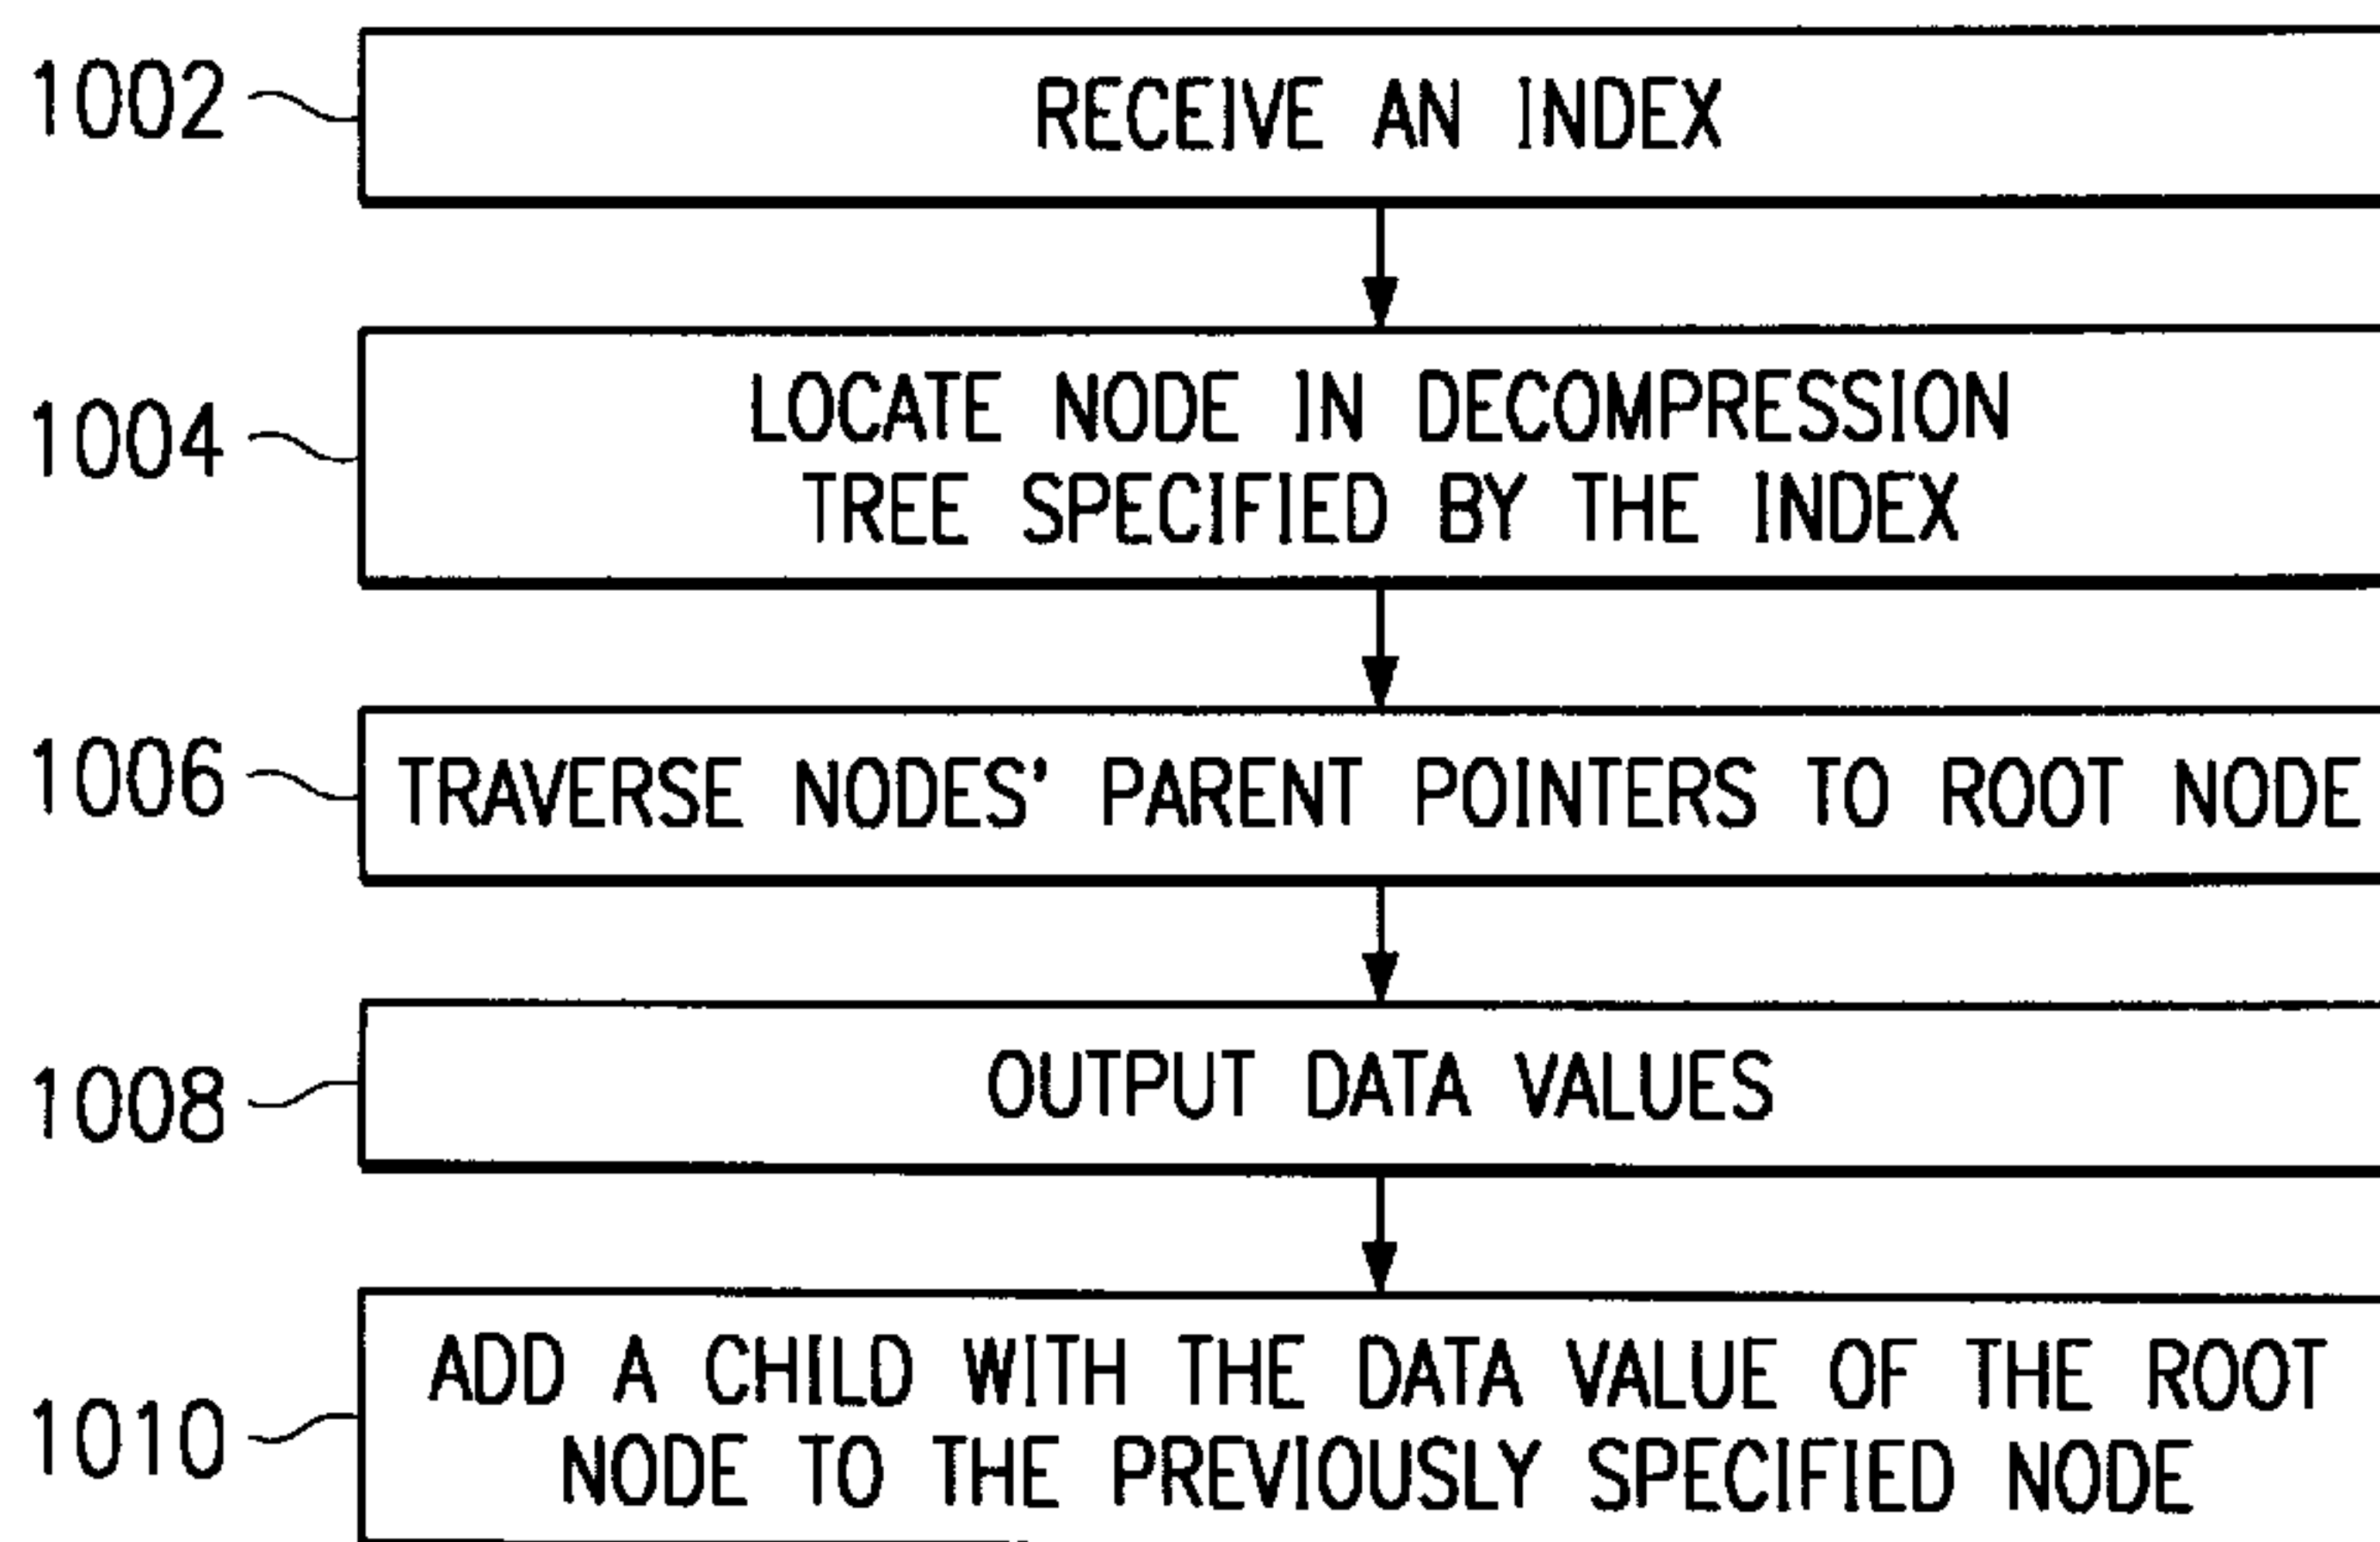 1002 RECEIVE AN INDEX
LOCATE NODE IN DECOMPRESSION
1004 TREE SPECIFIED BY THE INDEX
1006 TRAVERSE NODES' PARENT POINTERS TO ROOT NODE
1008 OUTPUT DATA VALUES
ADD A CHILD WITH THE DATA VALUE OF THE ROOT
1010 NODE TO THE PREVIOUSLY SPECIFIED NODE